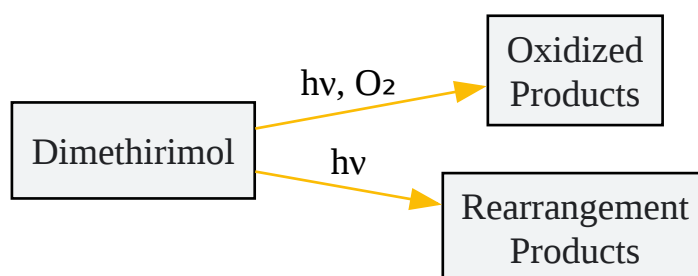 Oxidized
Products
hν, O₂
Dimethirimol
hν
Rearrangement
Products